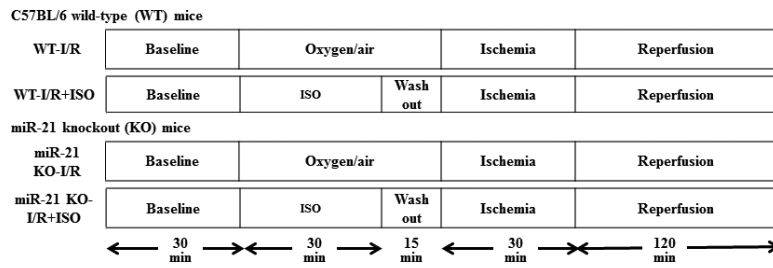 C57BL/6 wild-type (WT) mice
WT-I/R Baseline Oxygen/air Ischemia Reperfusion
WT-I/R+ISO Baseline ISO Wash out Ischemia Reperfusion
miR-21 knockout (KO) mice
miR-21 KO-I/R Baseline Oxygen/air Ischemia Reperfusion
miR-21 KO-I/R+ISO Baseline ISO Wash out Ischemia Reperfusion
30 min 30 min 15 min 30 min 120 min